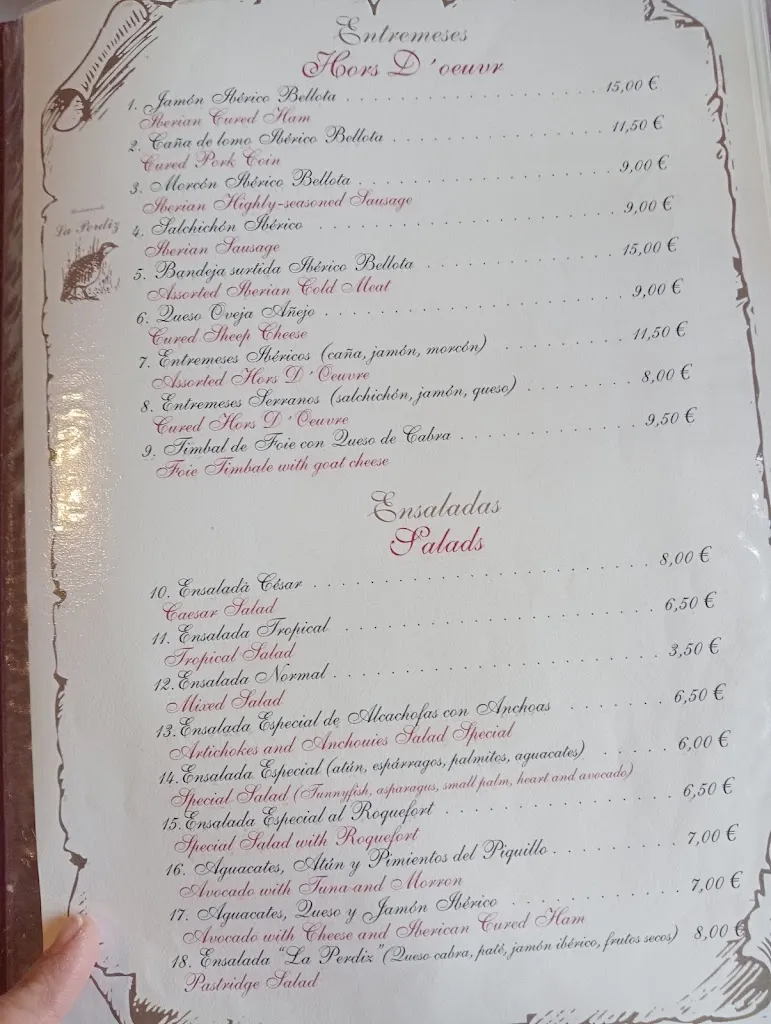 Entremeses
Hors D'oeuvr
1. Jamón Ibérico Bellota . . . . . . . . . . 15,00 €
Iberian Cured Ham
2. Caña de lomo Ibérico Bellota . . . . . . . . . . 11,50 €
Cured Pork Coin
3. Morcón Ibérico Bellota . . . . . . . . . . 9,00 €
Iberian Highly-seasoned Sausage
4. Salchichón Ibérico . . . . . . . . . . 9,00 €
Iberian Sausage
5. Bandeja surtida Ibérico Bellota . . . . . . . . . . 15,00 €
Assorted Iberian Cold Meat
6. Queso Oveja Añejo . . . . . . . . . . 9,00 €
Cured Sheep Cheese
7. Entremeses Ibéricos (caña, jamón, morcón) . . . . . . . . . . 11,50 €
Assorted Hors D'Oeuvre
8. Entremeses Serranos (salchichón, jamón, queso) . . . . . . . . . . 8,00 €
Cured Hors D'Oeuvre
9. Timbal de Foie con Queso de Cabra . . . . . . . . . . 9,50 €
Foie Timbale with goat cheese
La Perdiz
Ensaladas
Salads
10. Ensalada César . . . . . . . . . . 8,00 €
Caesar Salad
11. Ensalada Tropical . . . . . . . . . . 6,50 €
Tropical Salad
12. Ensalada Normal . . . . . . . . . . 3,50 €
Mixed Salad
13. Ensalada Especial de Alcachofas con Anchoas . . . . . . 6,50 €
Artichokes and Anchouies Salad Special
14. Ensalada Especial (atún, espárragos, palmitos, aguacates) . . . . . 6,00 €
Special Salad (Tunnyfish, asparagus, small palm, heart and avocado)
15. Ensalada Especial al Roquefort . . . . . . . . . . 6,50 €
Special Salad with Roquefort
16. Aguacates, Atún y Pimientos del Piquillo . . . . . . . . . . 7,00 €
Avocado with Tuna and Morron
17. Aguacates, Queso y Jamón Ibérico . . . . . . . . . . 7,00 €
Avocado with Cheese and Iberican Cured Ham
18. Ensalada "La Perdiz" (Queso cabra, paté, jamón ibérico, frutos secos) 8,00 €
Pastridge Salad